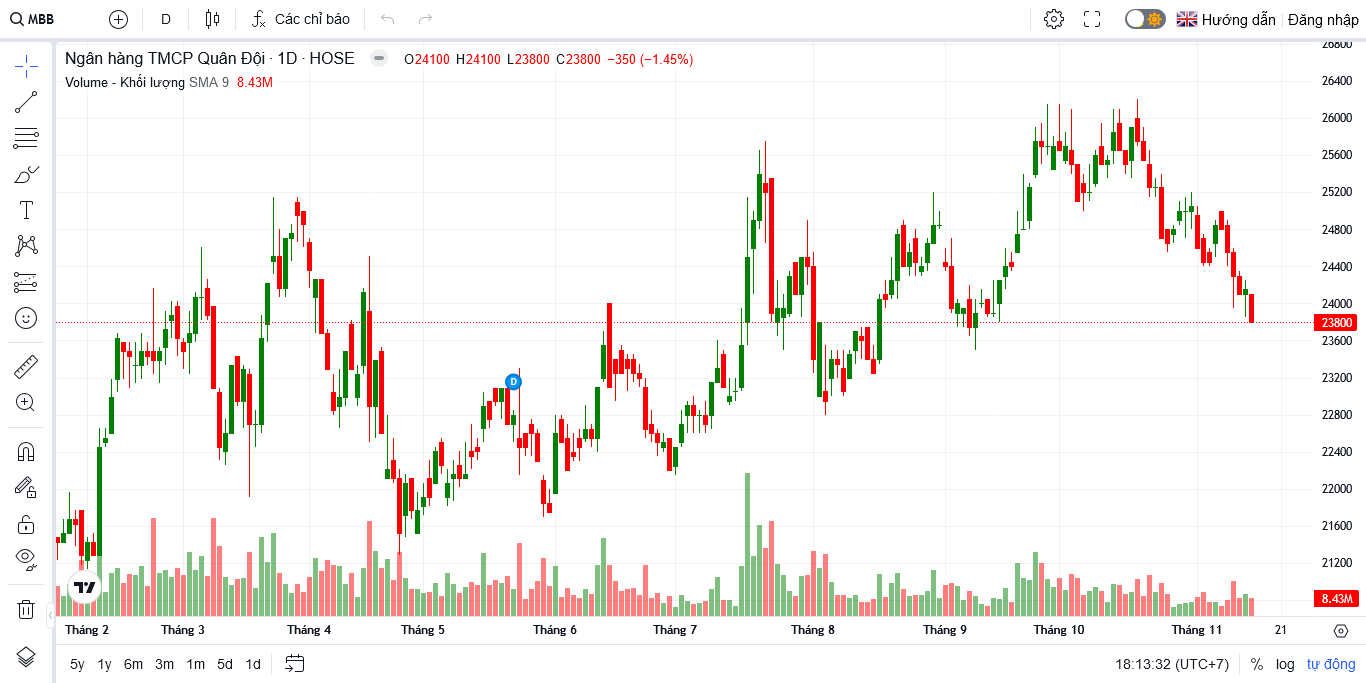 MBB D Các chỉ báo Hướng dẫn Đăng nhập
Ngân hàng TMCP Quân Đội · 1D · HOSE O24100 H24100 L23800 C23800 −350 (−1.45%)
Volume - Khối lượng SMA 9 8.43M
26800
26400
26000
25600
25200
24800
24400
24000
23800
23600
23200
D
22800
22400
22000
21600
21200
8.43M
Tháng 2 Tháng 3 Tháng 4 Tháng 5 Tháng 6 Tháng 7 Tháng 8 Tháng 9 Tháng 10 Tháng 11 21
5y 1y 6m 3m 1m 5d 1d 18:13:32 (UTC+7) % log tự động